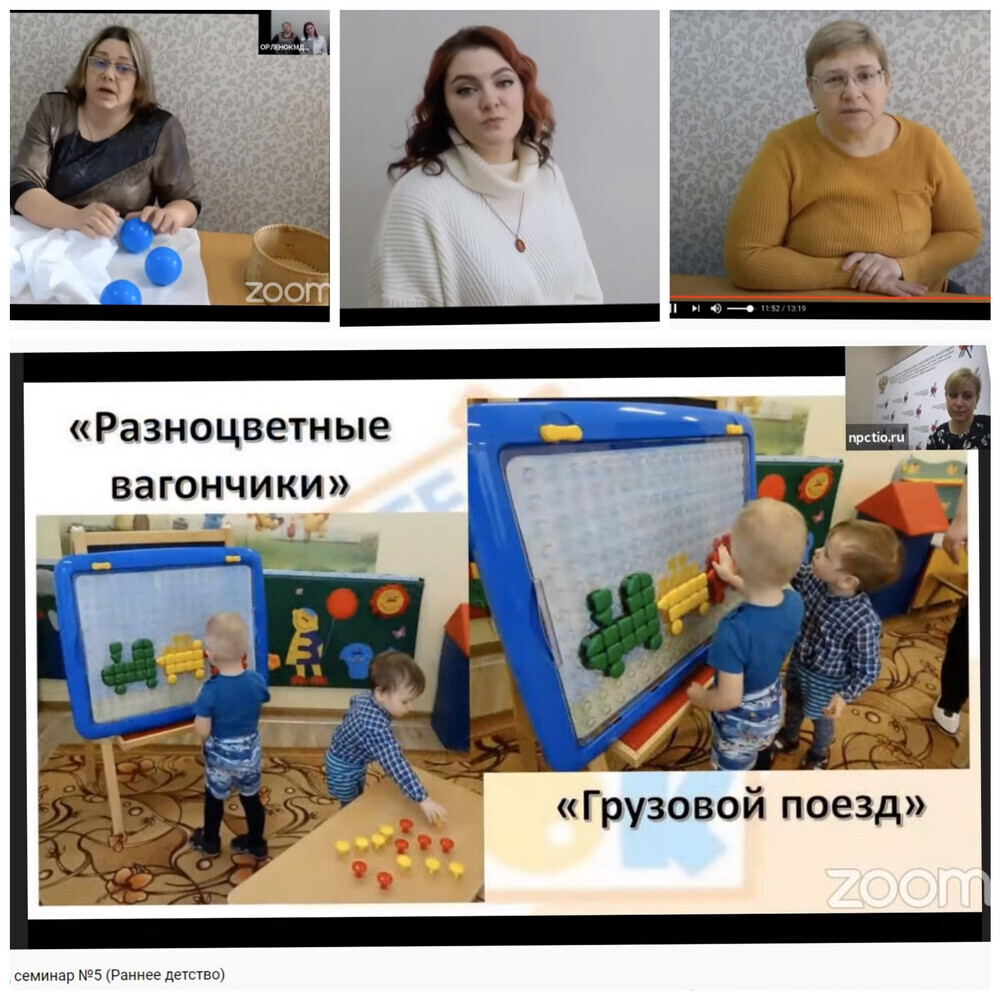 ОРЛЕНОКМД...
zoom
11:52 / 13:19
npctio.ru
«Разноцветные
вагончики»
«Грузовой поезд»
zoom
семинар №5 (Раннее детство)